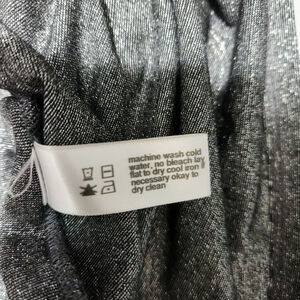 machine wash cold
water, no bleach lay
flat to dry cool iron if
necessary okay to
dry clean